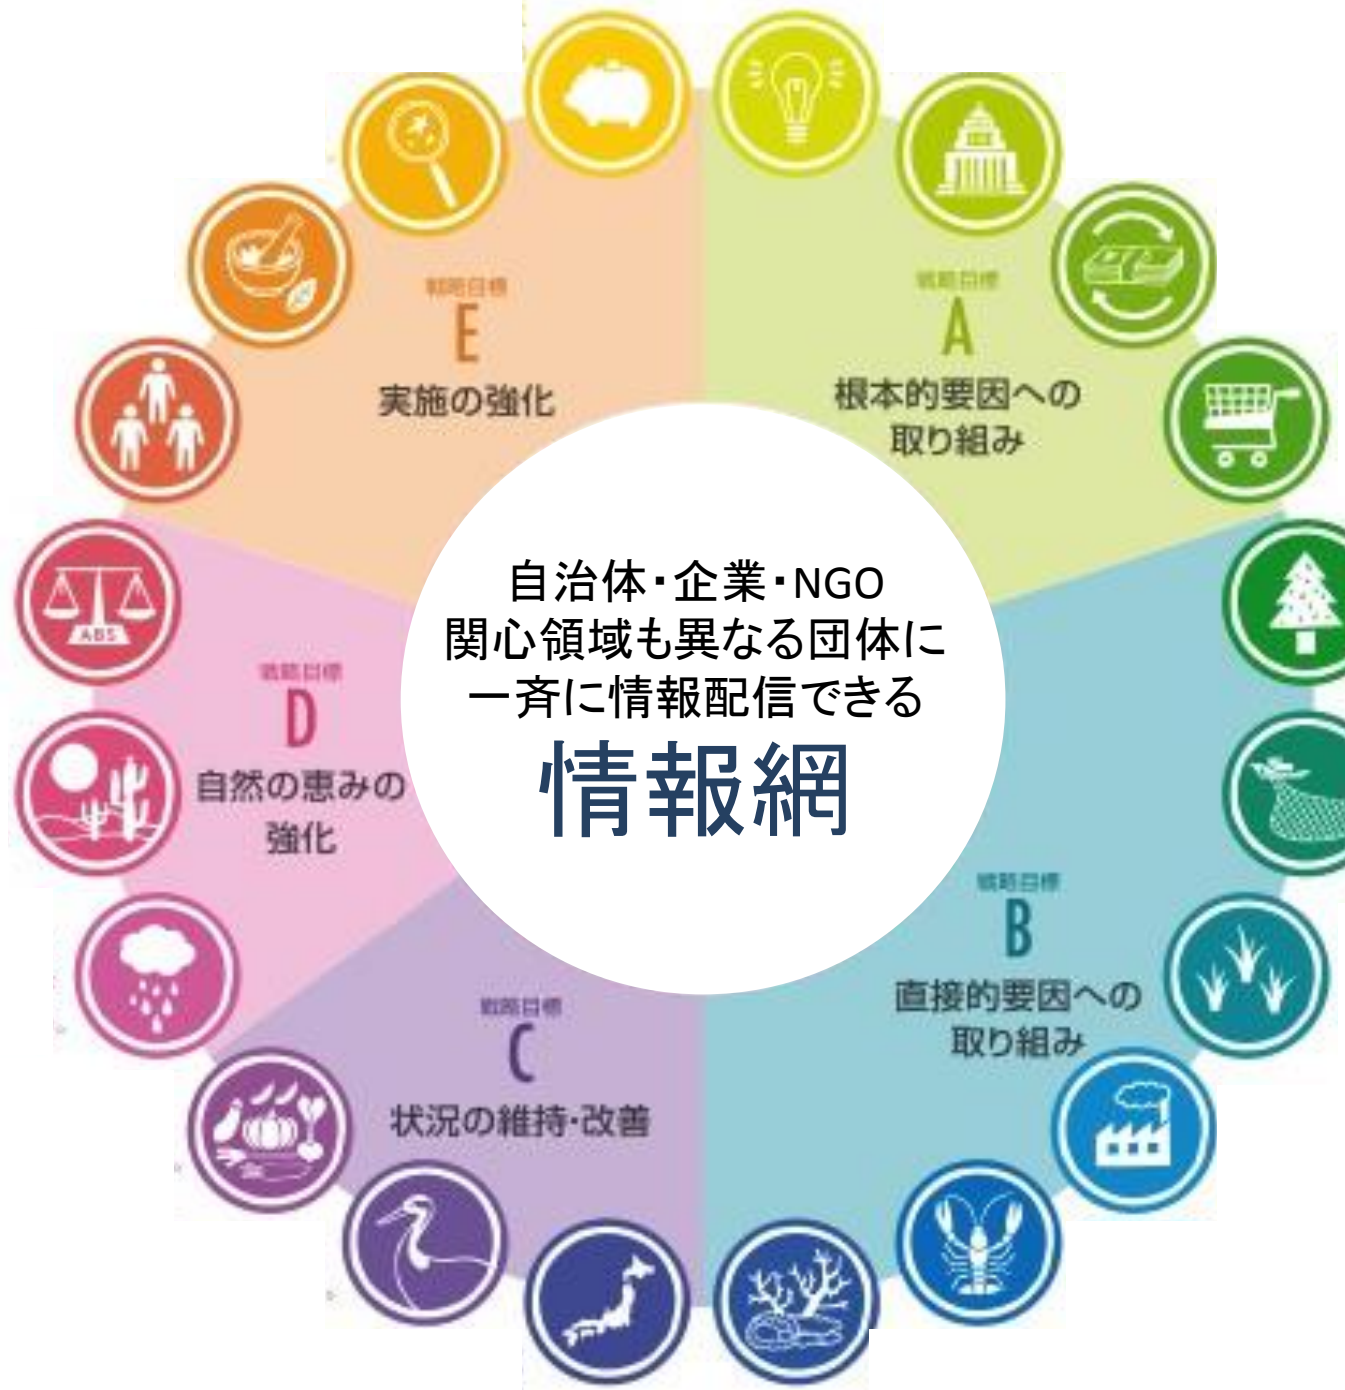 戦略目標
E
実施の強化
戦略目標
A
根本的要因への
取り組み
自治体・企業・NGO
関心領域も異なる団体に
一斉に情報配信できる
情報網
ABS
戦略目標
D
自然の恵みの
強化
戦略目標
B
直接的要因への
取り組み
戦略目標
C
状況の維持・改善